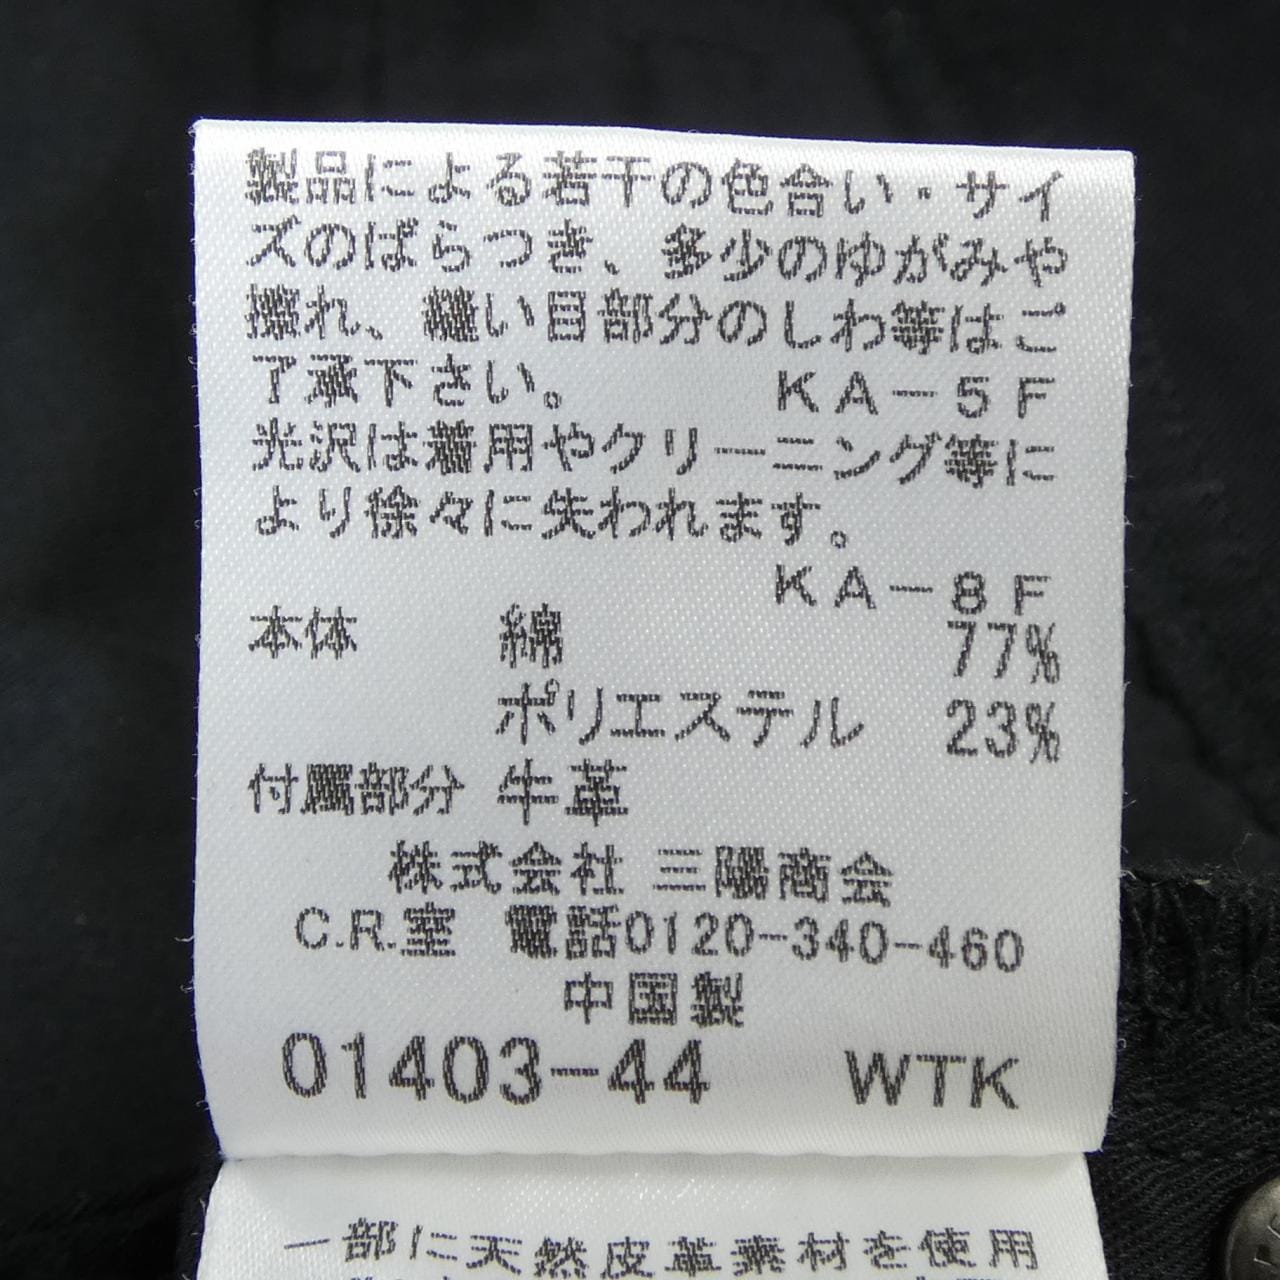 製品による若干の色合い・サイ
ズのばらつき、多少のゆがみや
擦れ、縫い目部分のしわ等はご
了承下さい。 KA-5F
光沢は着用やクリーニング等に
より徐々に失われます。
KA-8F
本体 綿 77%
ポリエステル 23%
付属部分 牛革
株式会社 三陽商会
C.R.室 電話0120-340-460
中国製
01403-44 WTK
一部に天然皮革素材を使用